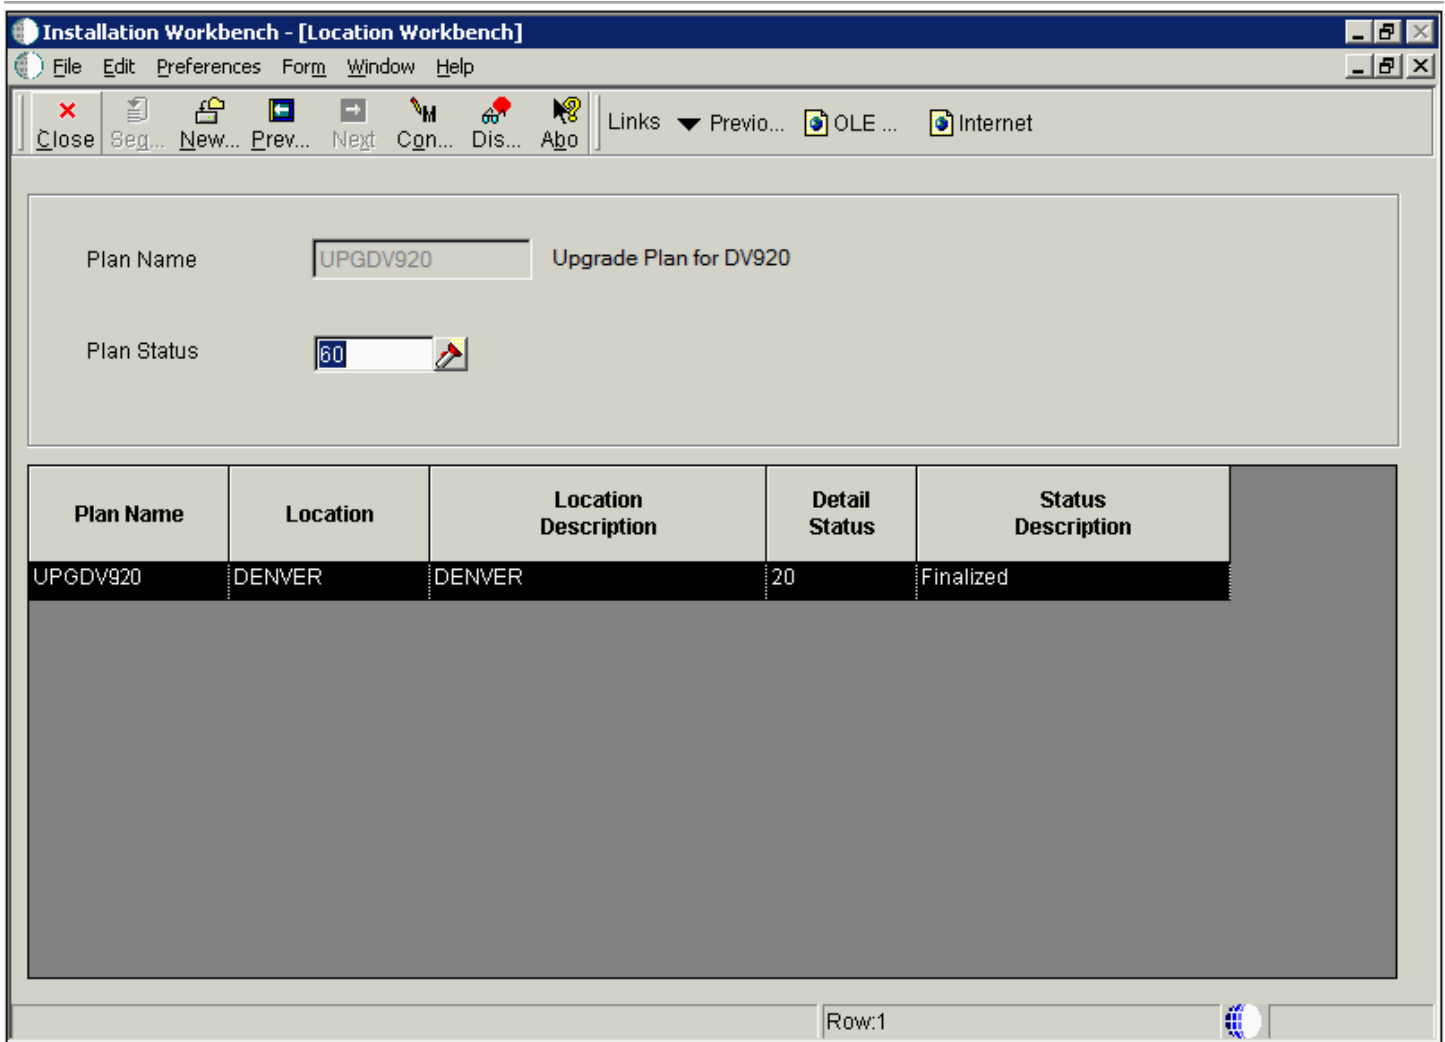 Installation Workbench - [Location Workbench]
File Edit Preferences Form Window Help
Close Seq... New... Prev... Next Con... Dis... Abo Links Previo... OLE ... Internet
Plan Name UPGDV920 Upgrade Plan for DV920
Plan Status 60
Plan Name Location Location Description Detail Status Status Description
UPGDV920 DENVER DENVER 20 Finalized
Row:1